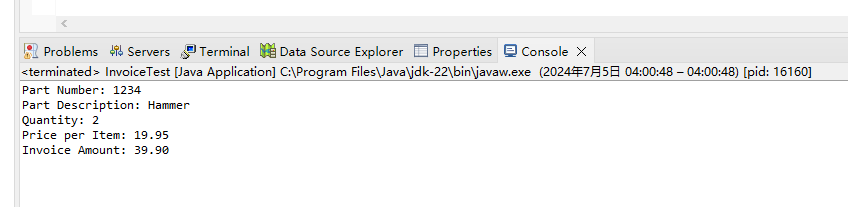 Problems Servers Terminal Data Source Explorer Properties Console
<terminated> InvoiceTest [Java Application] C:\Program Files\Java\jdk-22\bin\javaw.exe (2024年7月5日 04:00:48 – 04:00:48) [pid: 16160]
Part Number: 1234
Part Description: Hammer
Quantity: 2
Price per Item: 19.95
Invoice Amount: 39.90